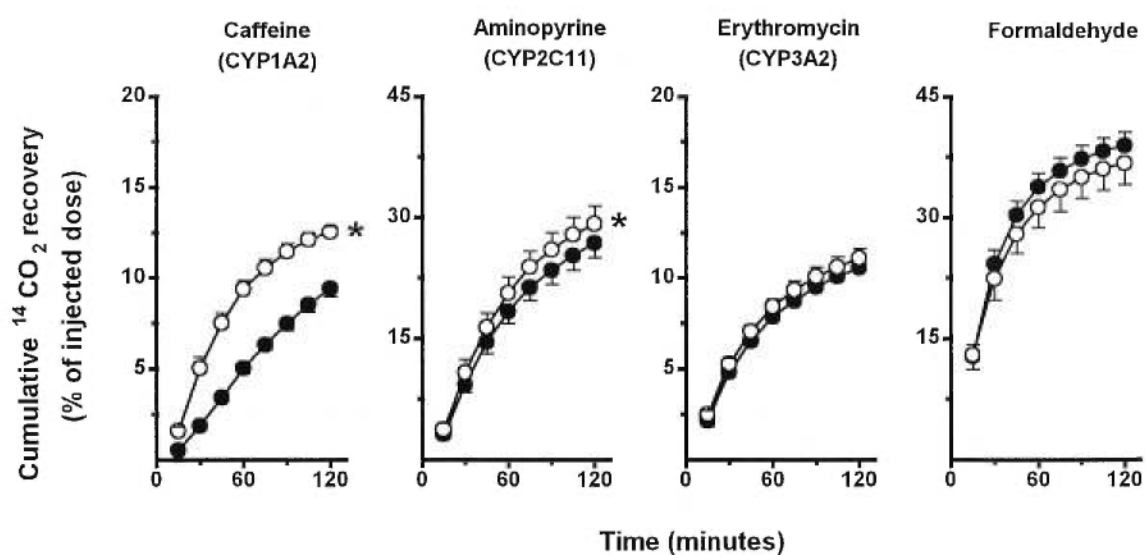 Caffeine
(CYP1A2)
Aminopyrine
(CYP2C11)
Erythromycin
(CYP3A2)
Formaldehyde
Cumulative ¹⁴ CO₂ recovery
(% of injected dose)
20
15
10
5
0 60 120
*
45
30
15
0 60 120
*
20
15
10
5
0 60 120
45
30
15
0 60 120
Time (minutes)